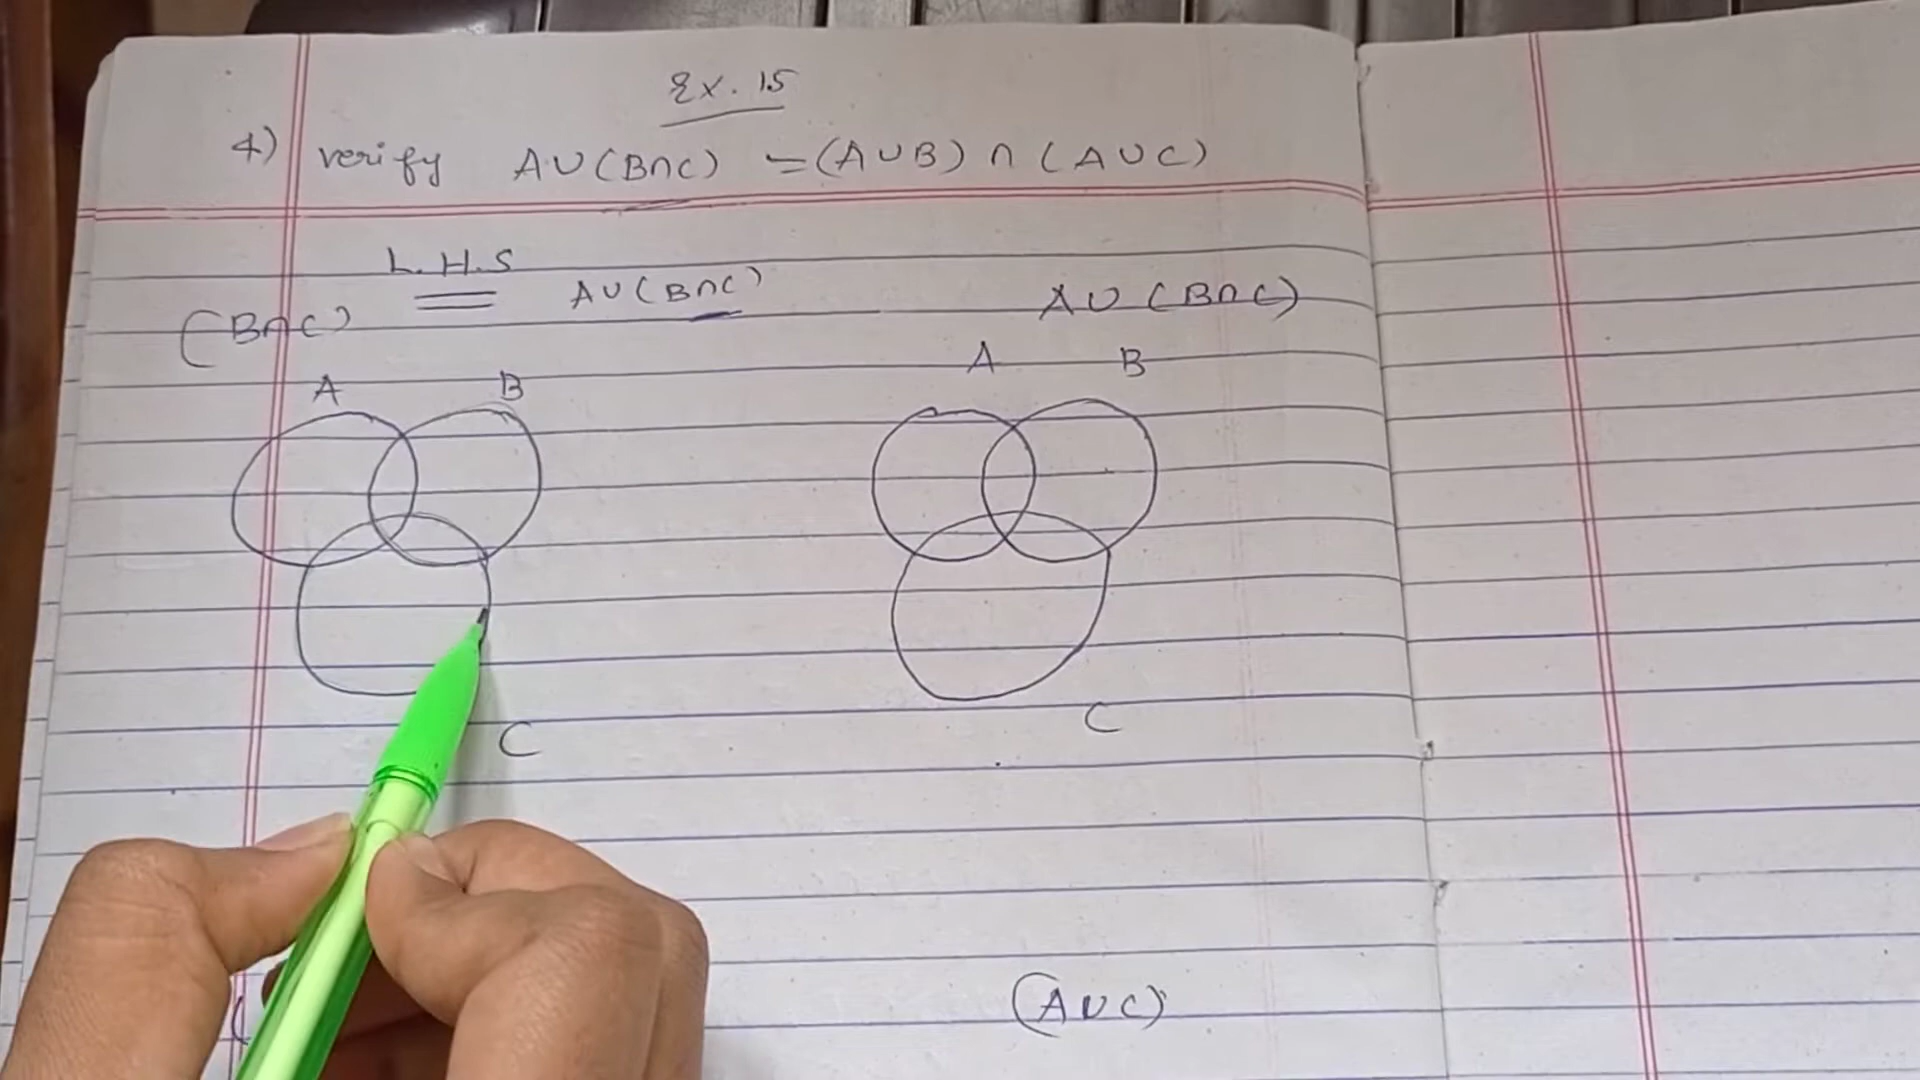 Ex. 15
4) verify A∪(B∩C) = (A∪B) ∩ (A∪C)
L.H.S
A∪(B∩C)
A∪(B∩C)
(B∩C)
A B
A B
C
C
(A∪C)